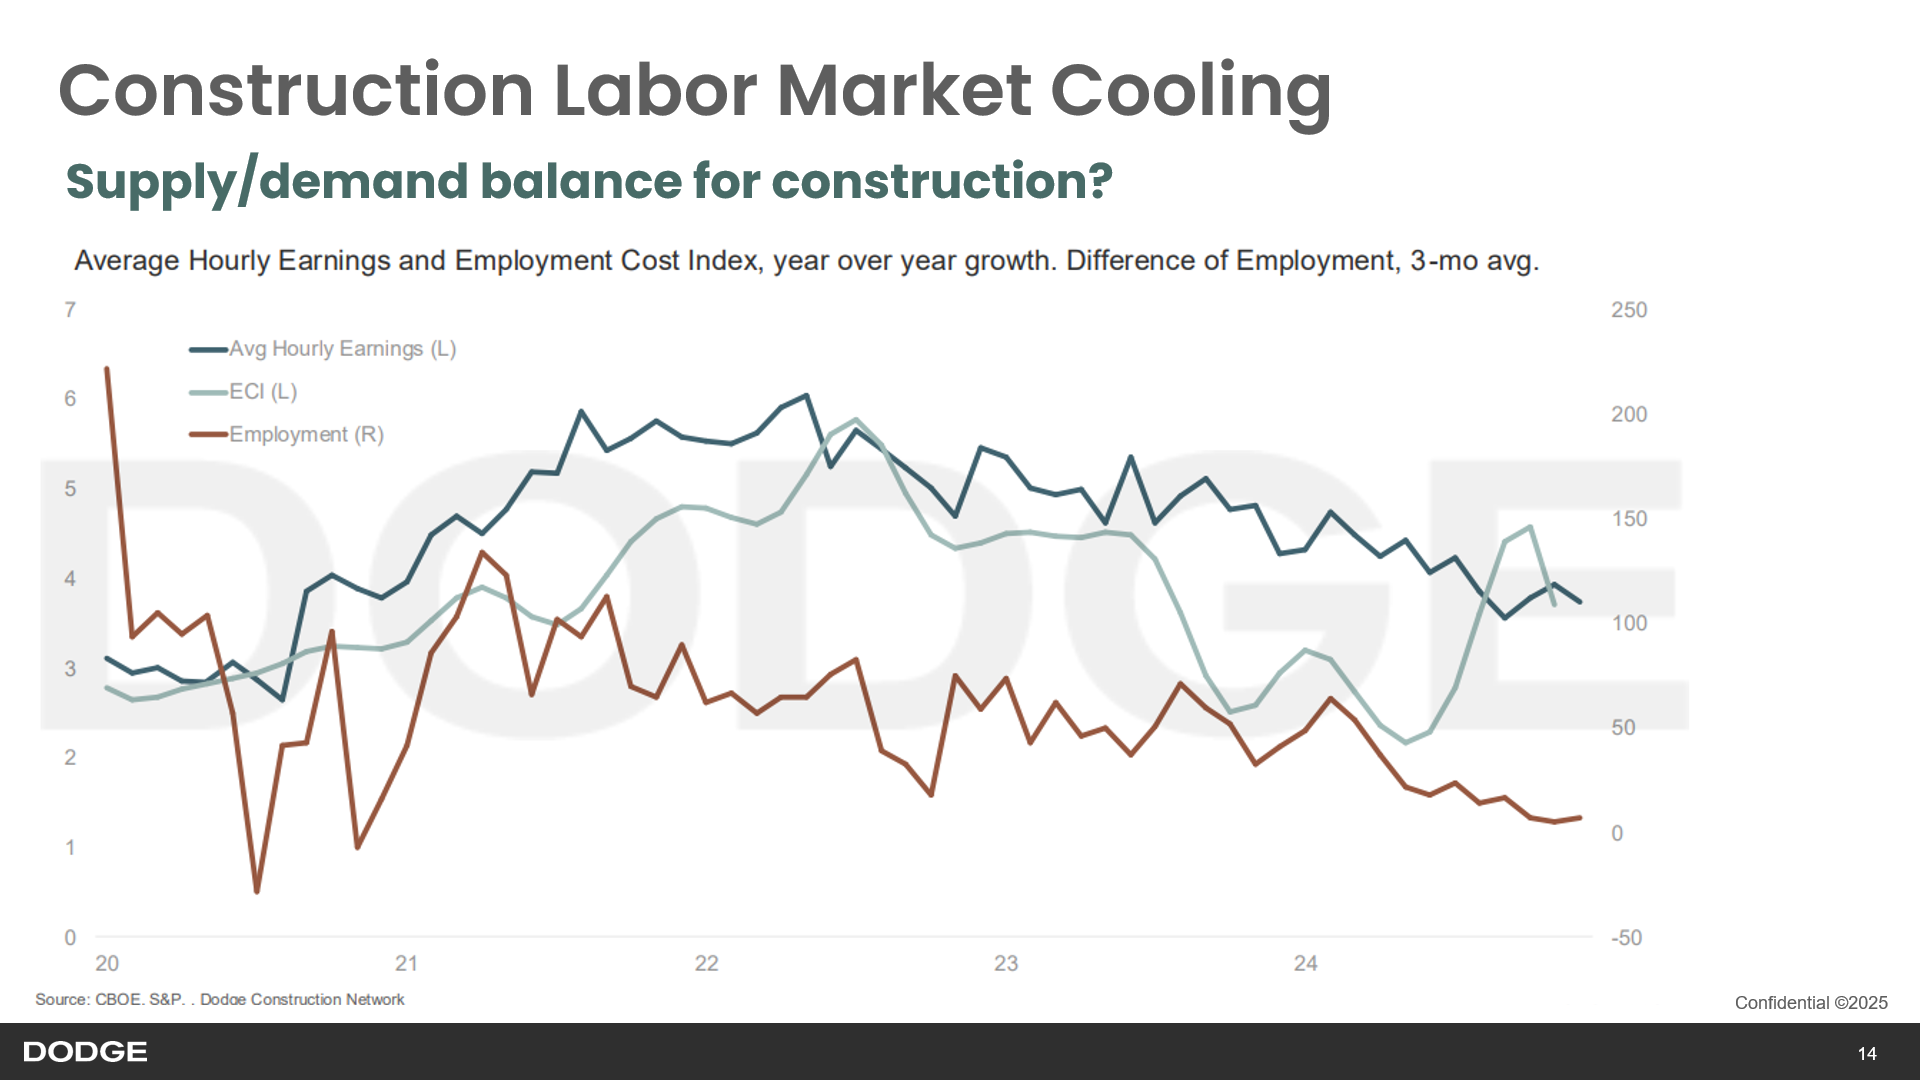 Construction Labor Market Cooling
Supply/demand balance for construction?
Average Hourly Earnings and Employment Cost Index, year over year growth. Difference of Employment, 3-mo avg.
7
250
Avg Hourly Earnings (L)
ECI (L)
6
200
Employment (R)
DODGE
5
150
4
100
3
50
2
1
0
0
-50
20
21
22
23
24
Source: CBOE. S&P. . Dodge Construction Network
Confidential ©2025
DODGE
14